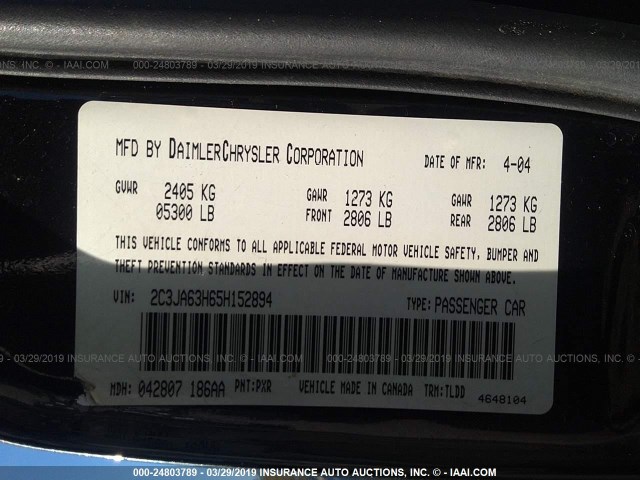 000-24803789 - 03/29/2019 INSURANCE AUTO AUCTIONS, INC. - © - IAAI.COM
MFD BY DAIMLERCHRYSLER CORPORATION DATE OF MFR: 4-04
GVWR 2405 KG GAWR 1273 KG GAWR 1273 KG
05300 LB FRONT 2806 LB REAR 2806 LB
THIS VEHICLE CONFORMS TO ALL APPLICABLE FEDERAL MOTOR VEHICLE SAFETY, BUMPER AND
THEFT PREVENTION STANDARDS IN EFFECT ON THE DATE OF MANUFACTURE SHOWN ABOVE.
VIN: 2C3JA63H65H152894 TYPE: PASSENGER CAR
MDH: 042807 186AA PNT: PXR VEHICLE MADE IN CANADA TRM: TLDD
4648104
000-24803789 - 03/29/2019 INSURANCE AUTO AUCTIONS, INC. - © - IAAI.COM